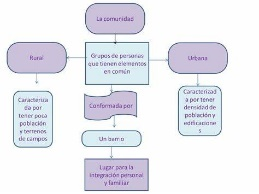 La comunidad
Rural
Grupos de personas
que tienen elementos
en común
Urbana
Caracteriza
da por
tener poca
población
y terrenos
de campos
Conformada por
Caracterizad
a por tener
densidad de
población y
edificacione
s
Un barrio
Lugar para la
integración personal
y familiar